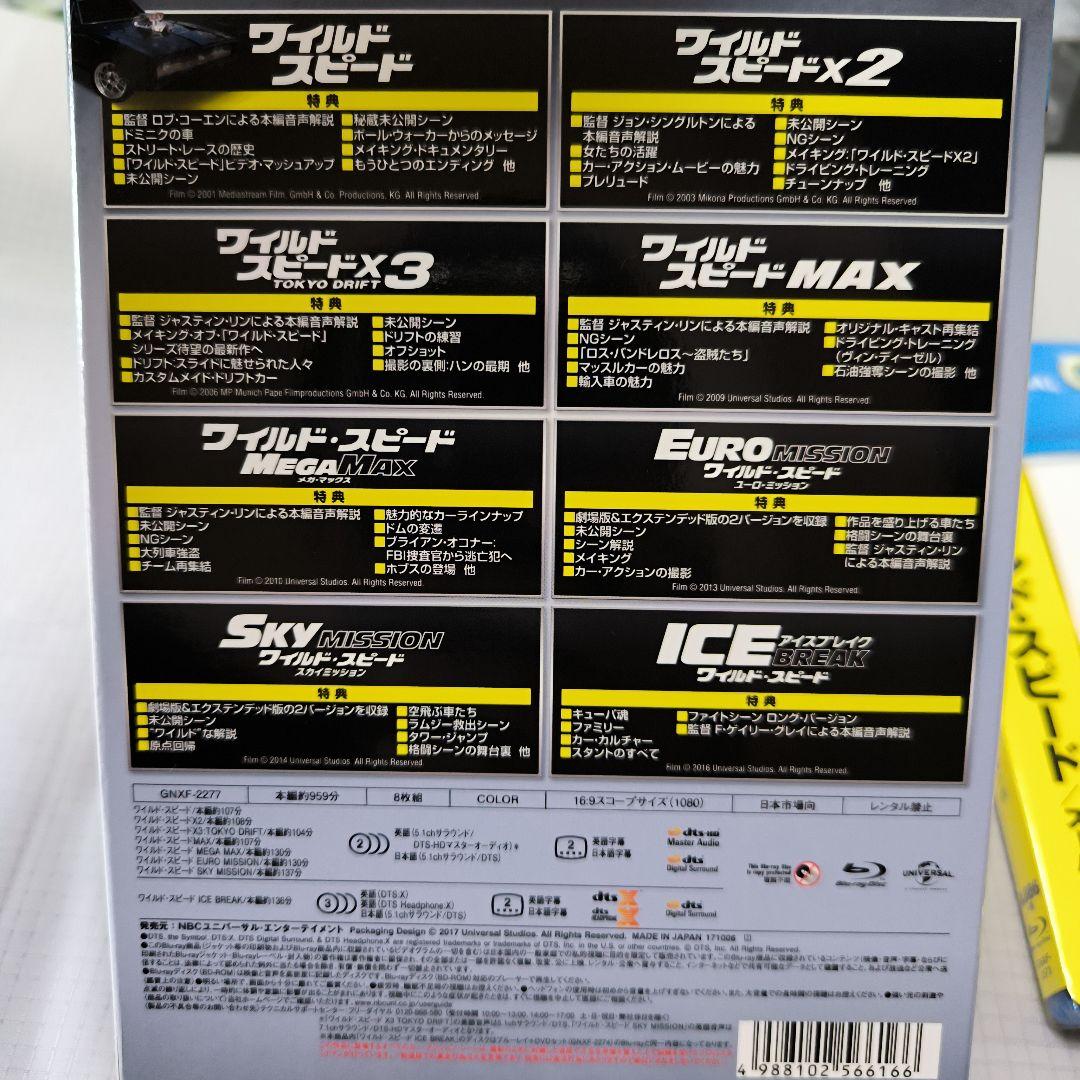 ワイルド
スピード
特典
監督 ロブ・コーエンによる本編音声解説
ドミニクの車
ストリート・レースの歴史
「ワイルド・スピード」ビデオ・マッシュアップ
未公開シーン
秘蔵未公開シーン
ポール・ウォーカーからのメッセージ
メイキング・ドキュメンタリー
もうひとつのエンディング 他
Film © 2001 Mediastream Film, GmbH & Co. Productions, KG. All Rights Reserved.
ワイルド
スピードX2
特典
監督 ジョン・シングルトンによる
本編音声解説
女たちの活躍
カー・アクション・ムービーの魅力
プレリュード
未公開シーン
NGシーン
メイキング:「ワイルド・スピードX2」
ドライビング・トレーニング
チューンナップ 他
Film © 2003 Mikona Productions GmbH & Co. KG. All Rights Reserved.
ワイルド
スピードX3
TOKYO DRIFT
特典
監督 ジャスティン・リンによる本編音声解説
メイキング・オブ・「ワイルド・スピード」
シリーズ待望の最新作へ
ドリフト:スライドに魅せられた人々
カスタムメイド・ドリフトカー
未公開シーン
ドリフトの練習
オフショット
撮影の裏側:ハンの最期 他
Film © 2006 MP Munich Pape Filmproductions GmbH & Co. KG. All Rights Reserved.
ワイルド
スピードMAX
特典
監督 ジャスティン・リンによる本編音声解説
NGシーン
「ロス・バンドレロス～盗賊たち」
マッスルカーの魅力
輸入車の魅力
オリジナル・キャスト再集結
ドライビング・トレーニング
(ヴィン・ディーゼル)
石油強奪シーンの撮影 他
Film © 2009 Universal Studios. All Rights Reserved.
ワイルド・スピード
MEGA MAX
メガ・マックス
特典
監督 ジャスティン・リンによる本編音声解説
未公開シーン
NGシーン
大列車強盗
チーム再集結
魅力的なカーラインナップ
ドムの変遷
ブライアン・オコナー:
FBI捜査官から逃亡犯へ
ホブスの登場 他
Film © 2010 Universal Studios. All Rights Reserved.
EURO MISSION
ワイルド・スピード
ユーロ・ミッション
特典
劇場版&エクステンデッド版の2バージョンを収録
未公開シーン
シーン解説
メイキング
カー・アクションの撮影
作品を盛り上げる車たち
格闘シーンの舞台裏
監督 ジャスティン・リン
による本編音声解説
Film © 2013 Universal Studios. All Rights Reserved.
SKY MISSION
ワイルド・スピード
スカイミッション
特典
劇場版&エクステンデッド版の2バージョンを収録
未公開シーン
"ワイルド"な解説
原点回帰
空飛ぶ車たち
ラムジー救出シーン
タワー・ジャンプ
格闘シーンの舞台裏 他
Film © 2014 Universal Studios. All Rights Reserved.
ICE BREAK
アイスブレイク
ワイルド・スピード
特典
キューバ魂
ファミリー
カー・カルチャー
スタントのすべて
ファイトシーン ロング・バージョン
監督 F・ゲイリー・グレイによる本編音声解説
Film © 2016 Universal Studios. All Rights Reserved.
GNXF-2277 本編約959分 8枚組 COLOR 16:9スコープサイズ(1080) 日本市場向 レンタル禁止
ワイルド・スピード/本編約107分
ワイルド・スピードX2/本編約108分
ワイルド・スピードX3:TOKYO DRIFT/本編約104分
ワイルド・スピードMAX/本編約107分
ワイルド・スピード MEGA MAX/本編約130分
ワイルド・スピード EURO MISSION/本編約130分
ワイルド・スピード SKY MISSION/本編約137分
2 英語(5.1chサラウンド/
DTS-HDマスターオーディオ)※
日本語(5.1chサラウンド/DTS)
2 英語字幕
日本語字幕
dts-HD
Master Audio
dts
Digital Surround
Blu-ray Disc
UNIVERSAL
ワイルド・スピード ICE BREAK/本編約136分
3 英語(DTS:X)
英語(DTS Headphone:X)
日本語(5.1chサラウンド/DTS)
2 英語字幕
日本語字幕
dts X
dts X
dts
Digital Surround
発売元:NBCユニバーサル・エンターテイメント Packaging Design © 2017 Universal Studios. All Rights Reserved. MADE IN JAPAN 171006
4 988102 566166